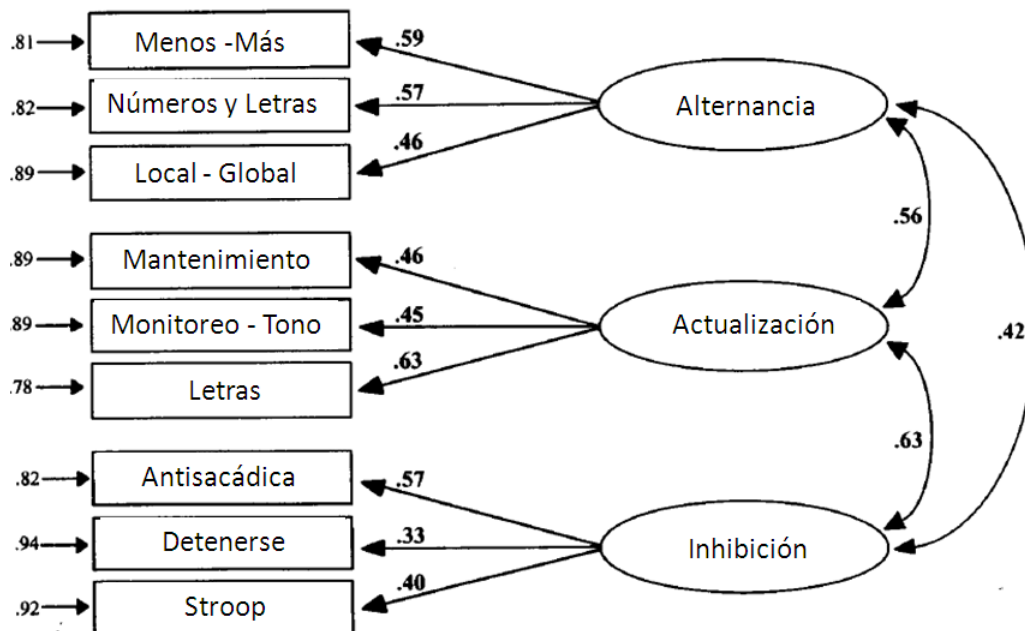 .81
Menos -Más
.59
.82
Números y Letras
.57
Alternancia
.89
Local - Global
.46
.56
.89
Mantenimiento
.46
.89
Monitoreo - Tono
.45
Actualización
.42
.78
Letras
.63
.63
.82
Antisacádica
.57
.94
Detenerse
.33
Inhibición
.92
Stroop
.40